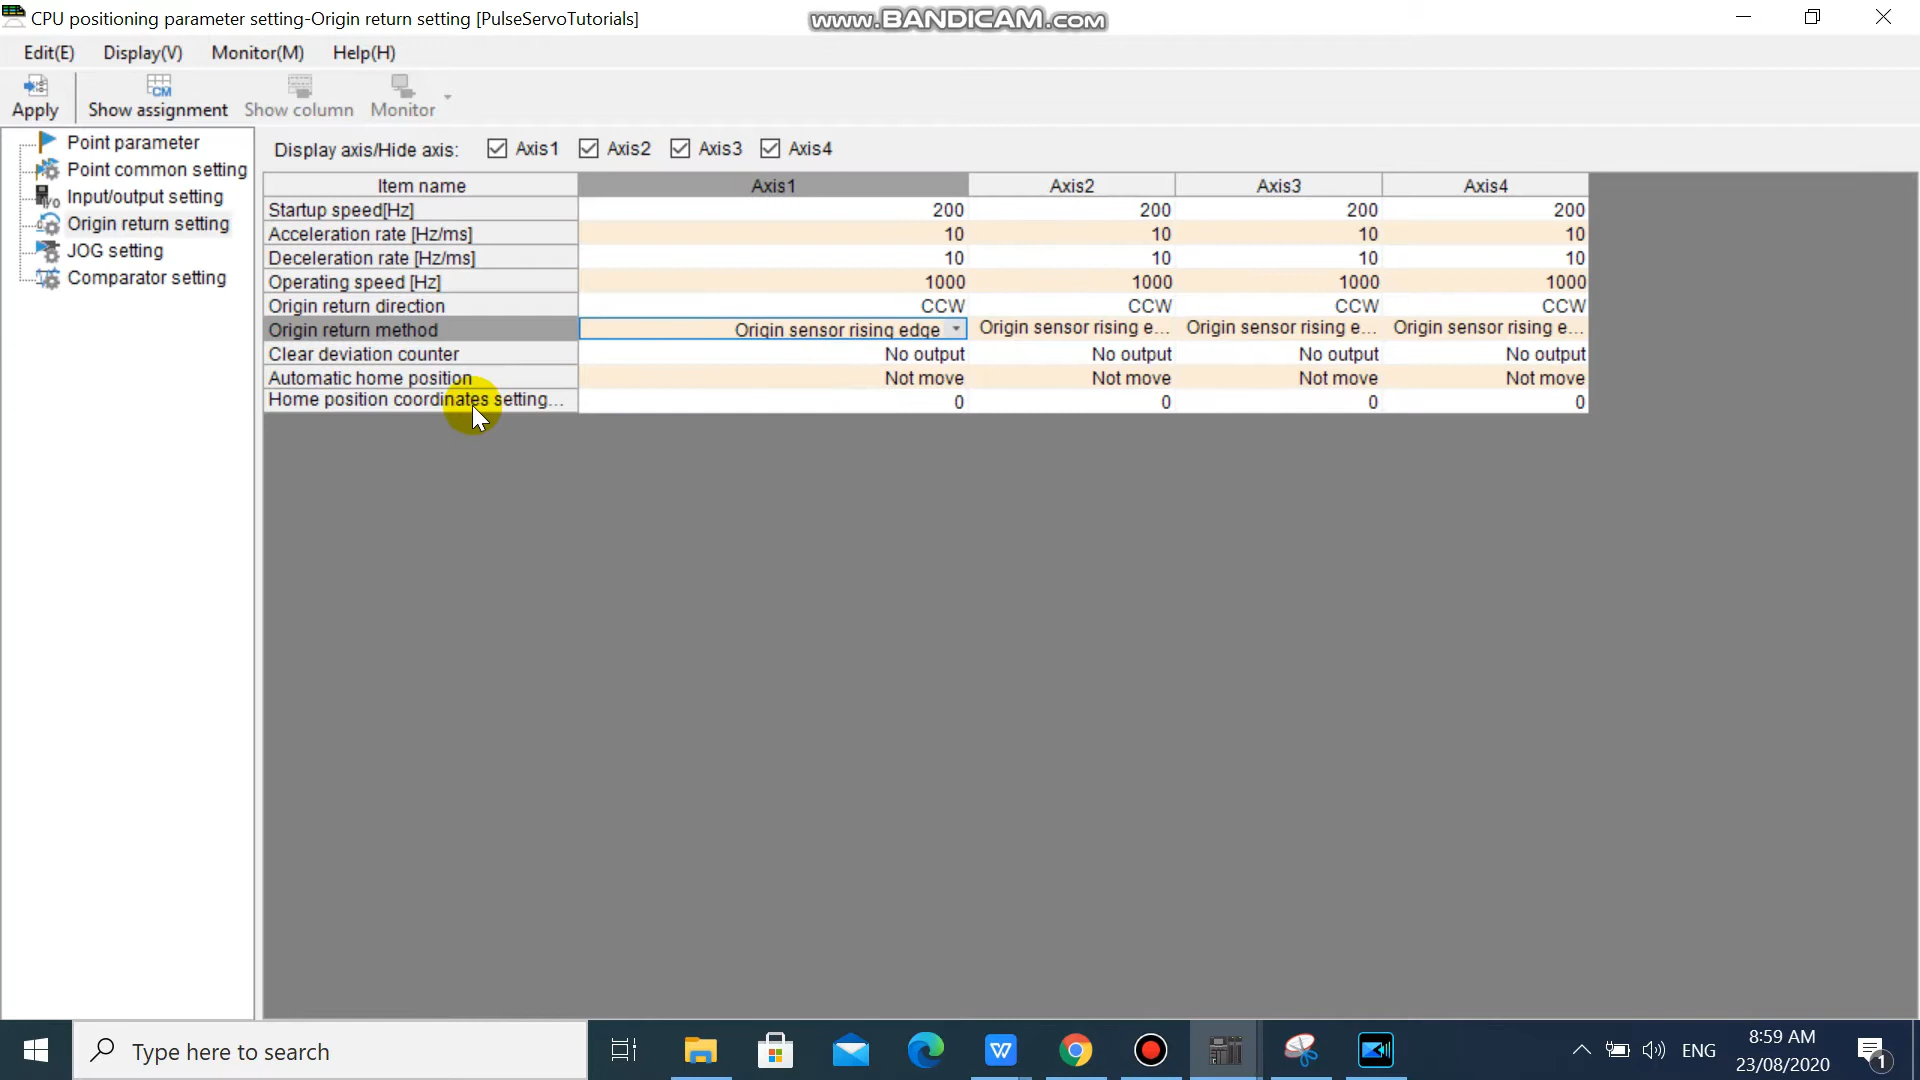 CPU positioning parameter setting-Origin return setting [PulseServoTutorials]
www.BANDICAM.com
Edit(E) Display(V) Monitor(M) Help(H)
Apply Show assignment Show column Monitor
CM
Point parameter
Point common setting
Input/output setting
Origin return setting
JOG setting
Comparator setting
Display axis/Hide axis: Axis1 Axis2 Axis3 Axis4
Item name Axis1 Axis2 Axis3 Axis4
Startup speed[Hz] 200 200 200 200
Acceleration rate [Hz/ms] 10 10 10 10
Deceleration rate [Hz/ms] 10 10 10 10
Operating speed [Hz] 1000 1000 1000 1000
Origin return direction CCW CCW CCW CCW
Origin return method Origin sensor rising edge Origin sensor rising e... Origin sensor rising e... Origin sensor rising e...
Clear deviation counter No output No output No output No output
Automatic home position Not move Not move Not move Not move
Home position coordinates setting... 0 0 0 0
Type here to search
W
ENG
8:59 AM
23/08/2020
1